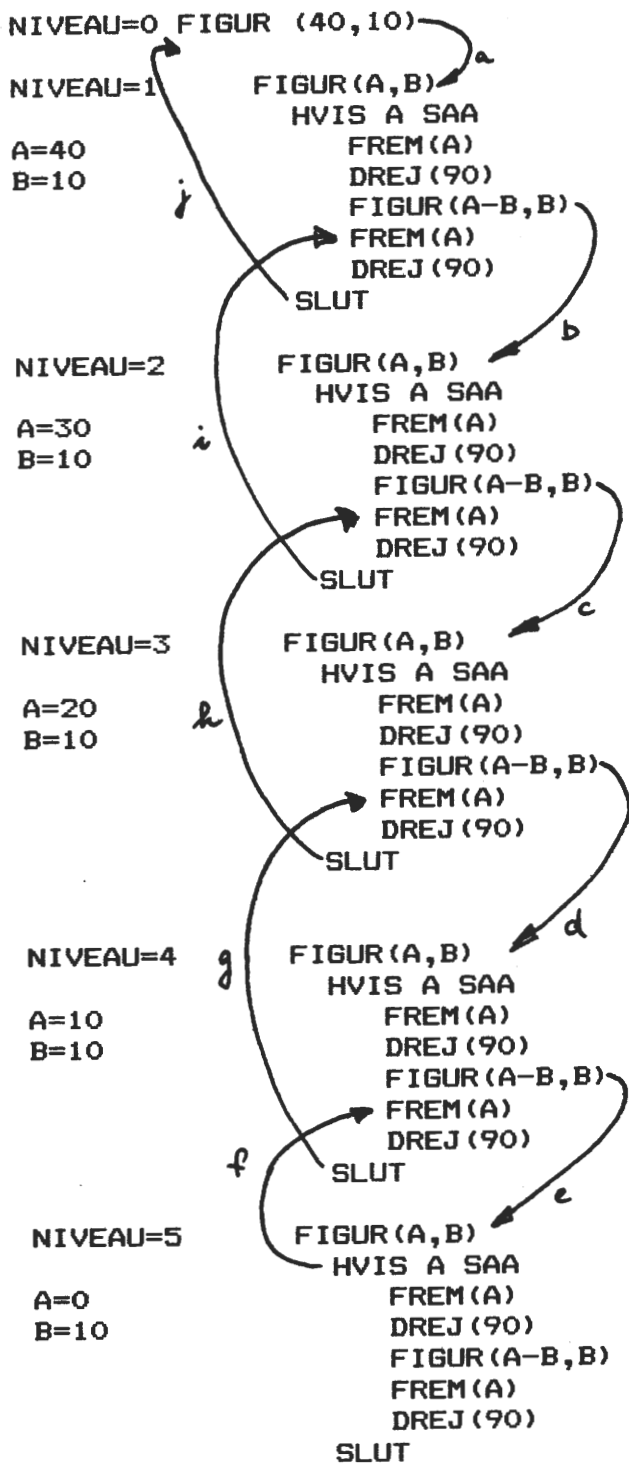 NIVEAU=0 FIGUR (40,10)
a
NIVEAU=1 FIGUR(A,B)
HVIS A SAA
A=40 FREM(A)
B=10 DREJ(90)
j
FIGUR(A-B,B)
FREM(A)
DREJ(90)
SLUT
b
NIVEAU=2 FIGUR(A,B)
HVIS A SAA
A=30 FREM(A)
i
B=10 DREJ(90)
FIGUR(A-B,B)
FREM(A)
DREJ(90)
SLUT
c
NIVEAU=3 FIGUR(A,B)
HVIS A SAA
A=20 FREM(A)
h
B=10 DREJ(90)
FIGUR(A-B,B)
FREM(A)
DREJ(90)
SLUT
d
NIVEAU=4 g FIGUR(A,B)
HVIS A SAA
A=10 FREM(A)
B=10 DREJ(90)
FIGUR(A-B,B)
FREM(A)
DREJ(90)
f
SLUT
e
NIVEAU=5 FIGUR(A,B)
HVIS A SAA
A=0 FREM(A)
B=10 DREJ(90)
FIGUR(A-B,B)
FREM(A)
DREJ(90)
SLUT